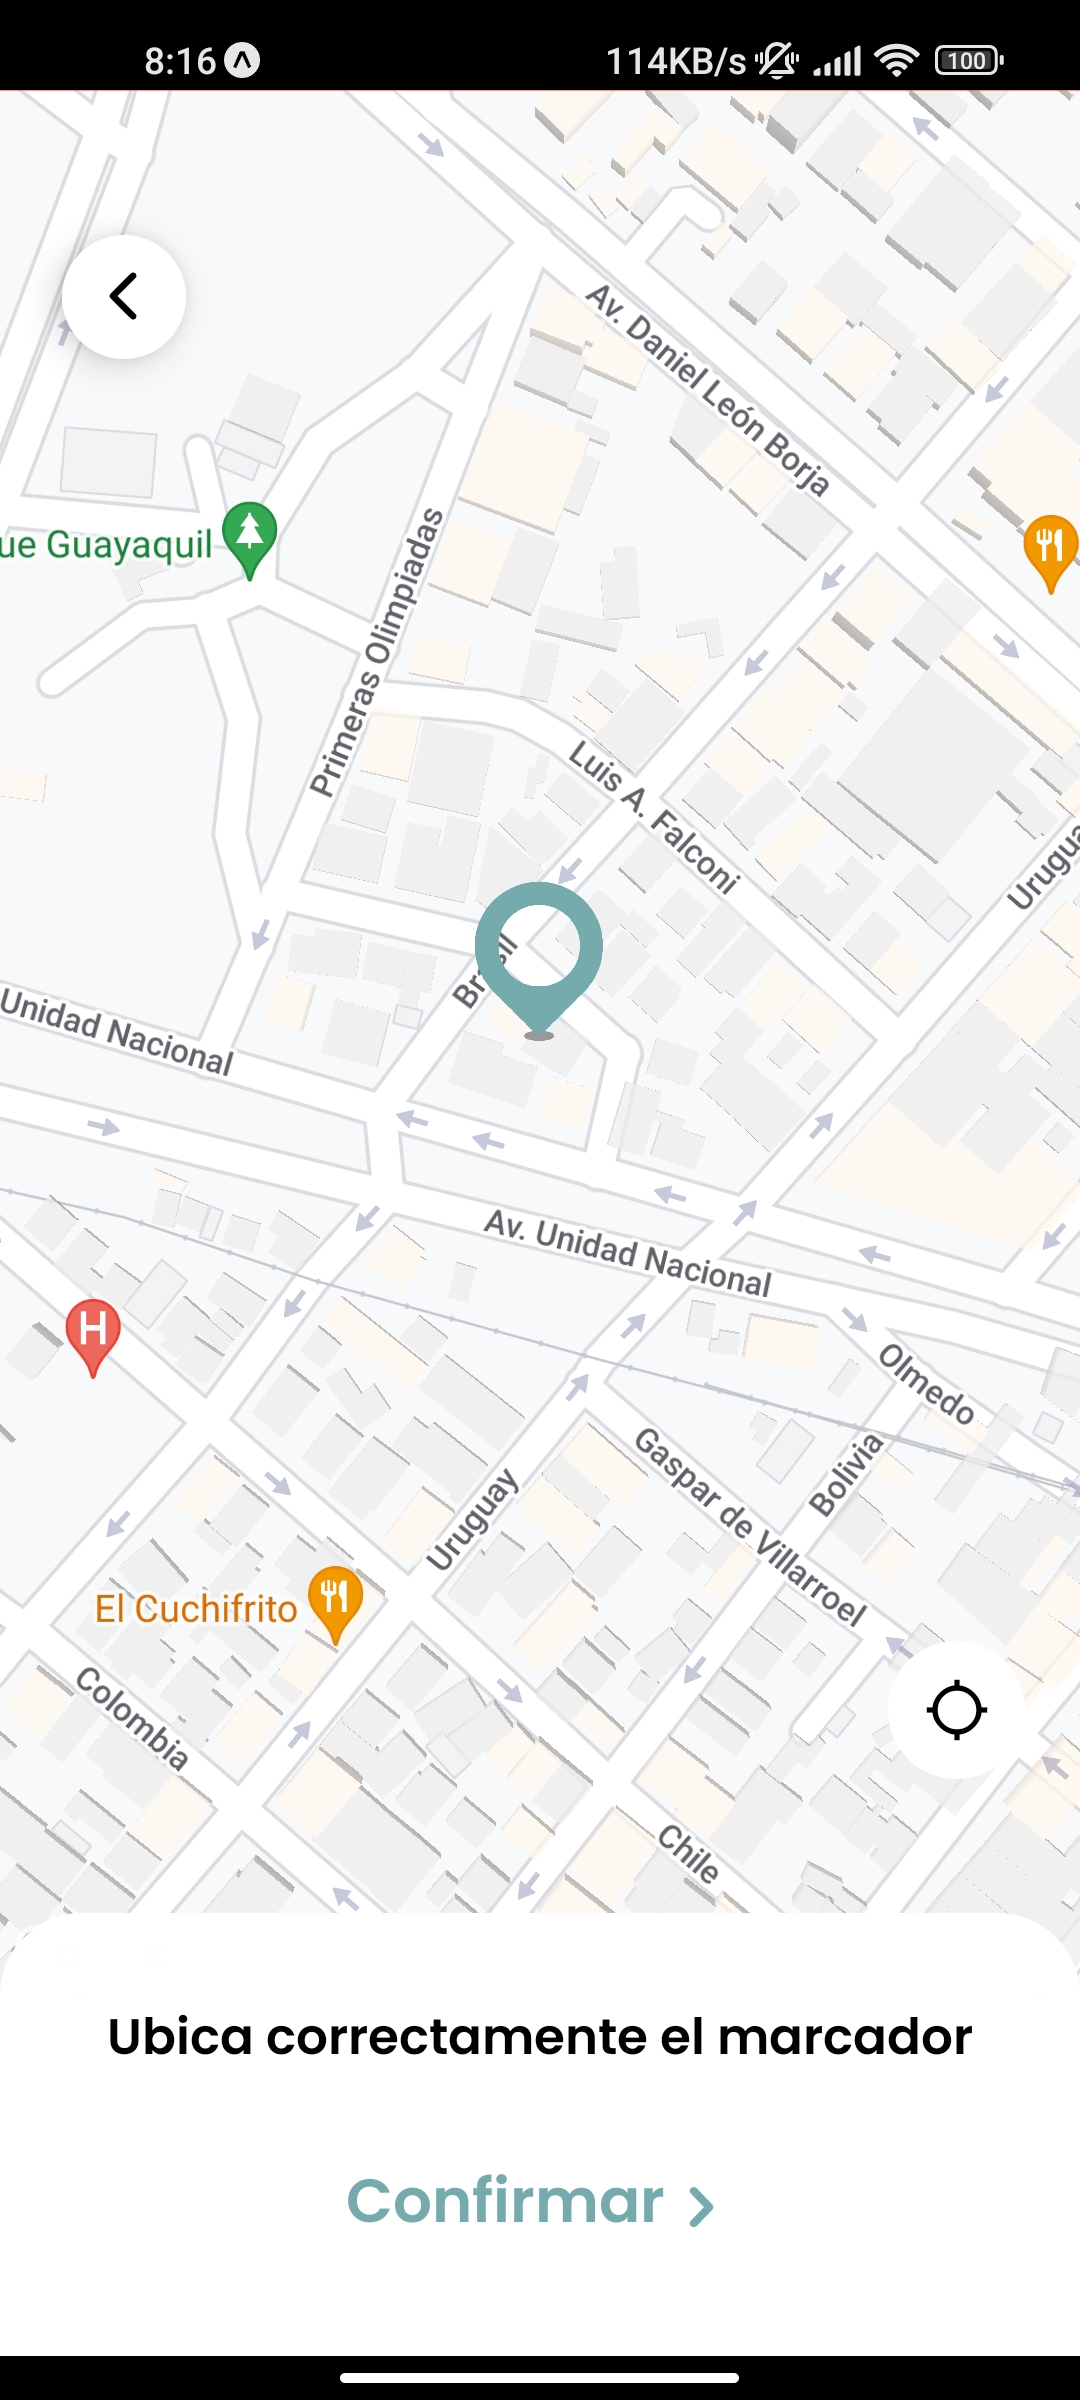 8:16
114KB/s
100
Av. Daniel León Borja
ue Guayaquil
Primeras Olimpiadas
Luis A. Falconi
Urugua
Brasil
Unidad Nacional
Av. Unidad Nacional
H
Olmedo
Gaspar de Villarroel
Bolivia
Uruguay
El Cuchifrito
Colombia
Chile
Ubica correctamente el marcador
Confirmar